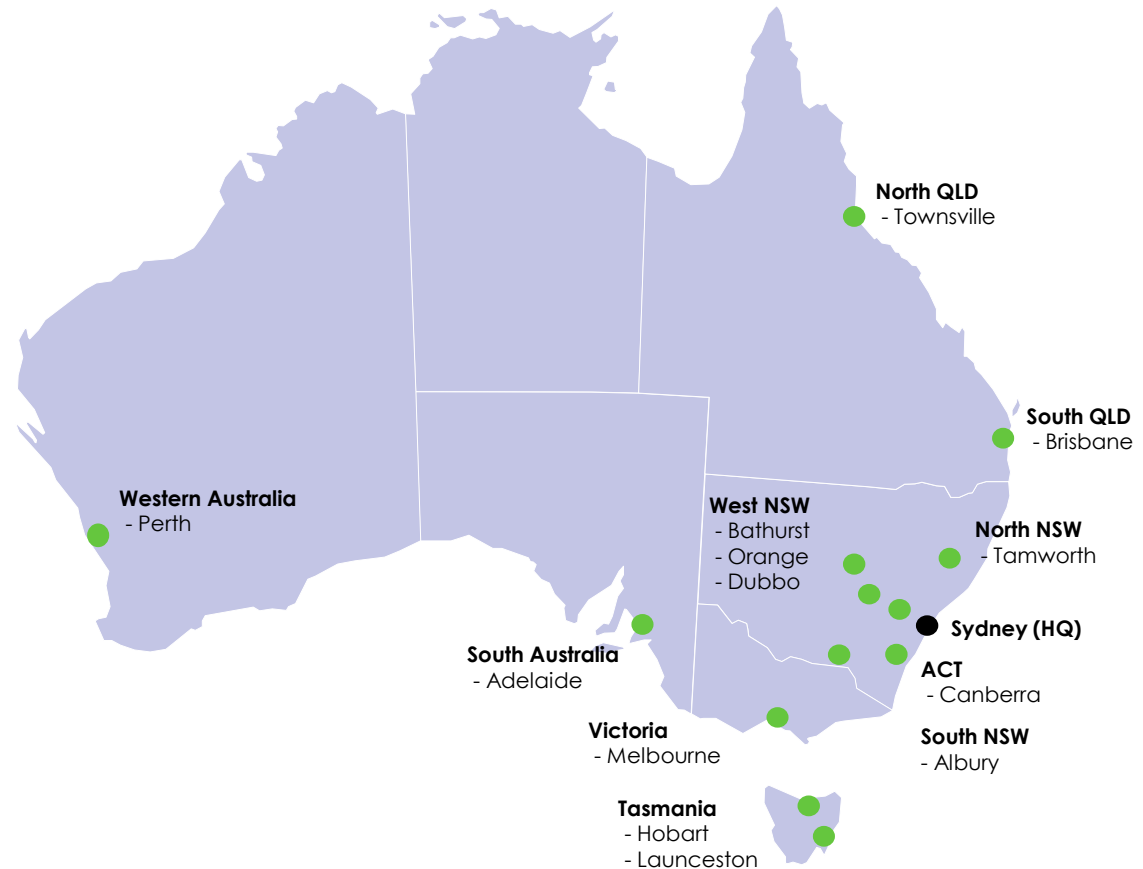 North QLD
- Townsville
South QLD
- Brisbane
Western Australia
- Perth
West NSW
- Bathurst
- Orange
- Dubbo
North NSW
- Tamworth
Sydney (HQ)
South Australia
- Adelaide
ACT
- Canberra
Victoria
- Melbourne
South NSW
- Albury
Tasmania
- Hobart
- Launceston